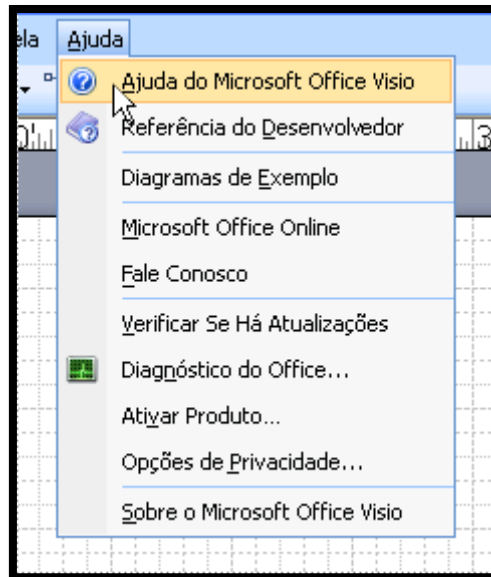 ela Ajuda
Ajuda do Microsoft Office Visio
Referência do Desenvolvedor
Diagramas de Exemplo
Microsoft Office Online
Fale Conosco
Verificar Se Há Atualizações
Diagnóstico do Office...
Ativar Produto...
Opções de Privacidade...
Sobre o Microsoft Office Visio